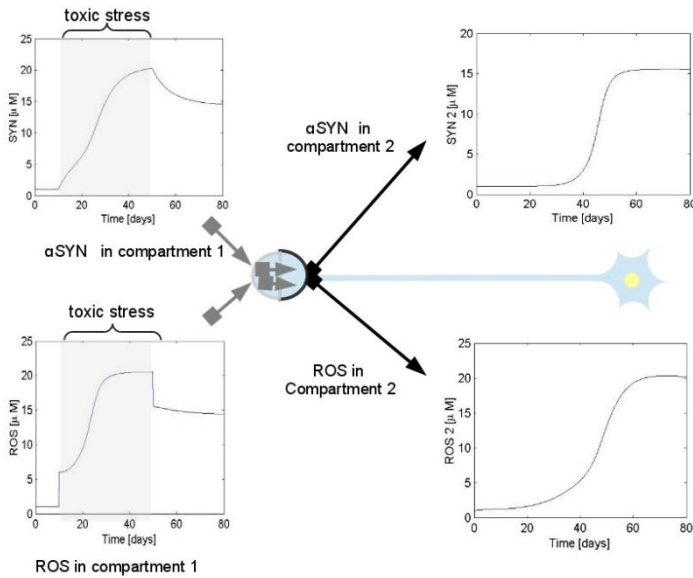 toxic stress
25
20
15
10
5
0
SYN [μ M]
0 20 40 60 80
Time [days]
αSYN in compartment 1
αSYN in
compartment 2
20
15
10
5
0
SYN 2 [μ M]
0 20 40 60 80
Time [days]
toxic stress
25
20
15
10
5
0
ROS [μ M]
0 20 40 60 80
Time [days]
ROS in compartment 1
ROS in
Compartment 2
25
20
15
10
5
0
ROS 2 [μ M]
0 20 40 60 80
Time [days]